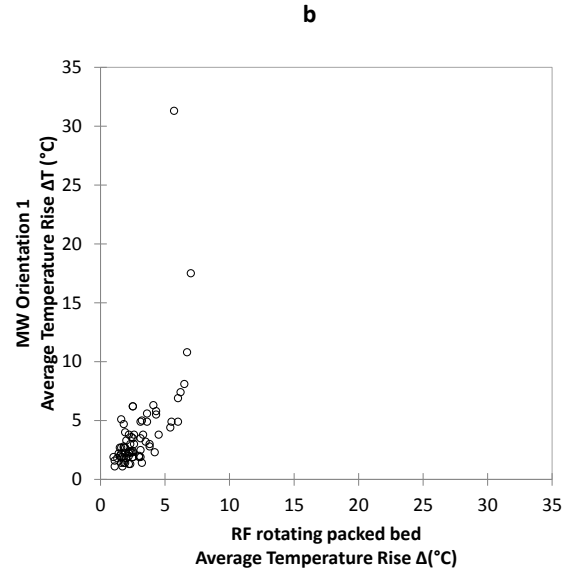 b
35
30
25
20
15
10
5
0
MW Orientation 1
Average Temperature Rise ΔT (°C)
0 5 10 15 20 25 30 35
RF rotating packed bed
Average Temperature Rise Δ(°C)